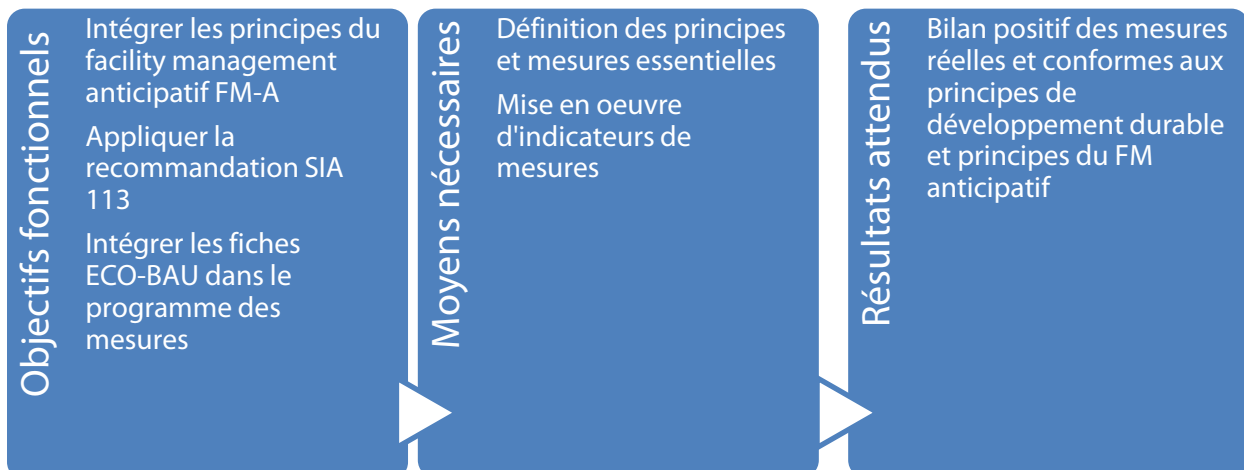 Objectifs fonctionnels
Intégrer les principes du
facility management
anticipatif FM-A
Appliquer la
recommandation SIA
113
Intégrer les fiches
ECO-BAU dans le
programme des
mesures
Moyens nécessaires
Définition des principes
et mesures essentielles
Mise en oeuvre
d'indicateurs de
mesures
Résultats attendus
Bilan positif des mesures
réelles et conformes aux
principes de
développement durable
et principes du FM
anticipatif